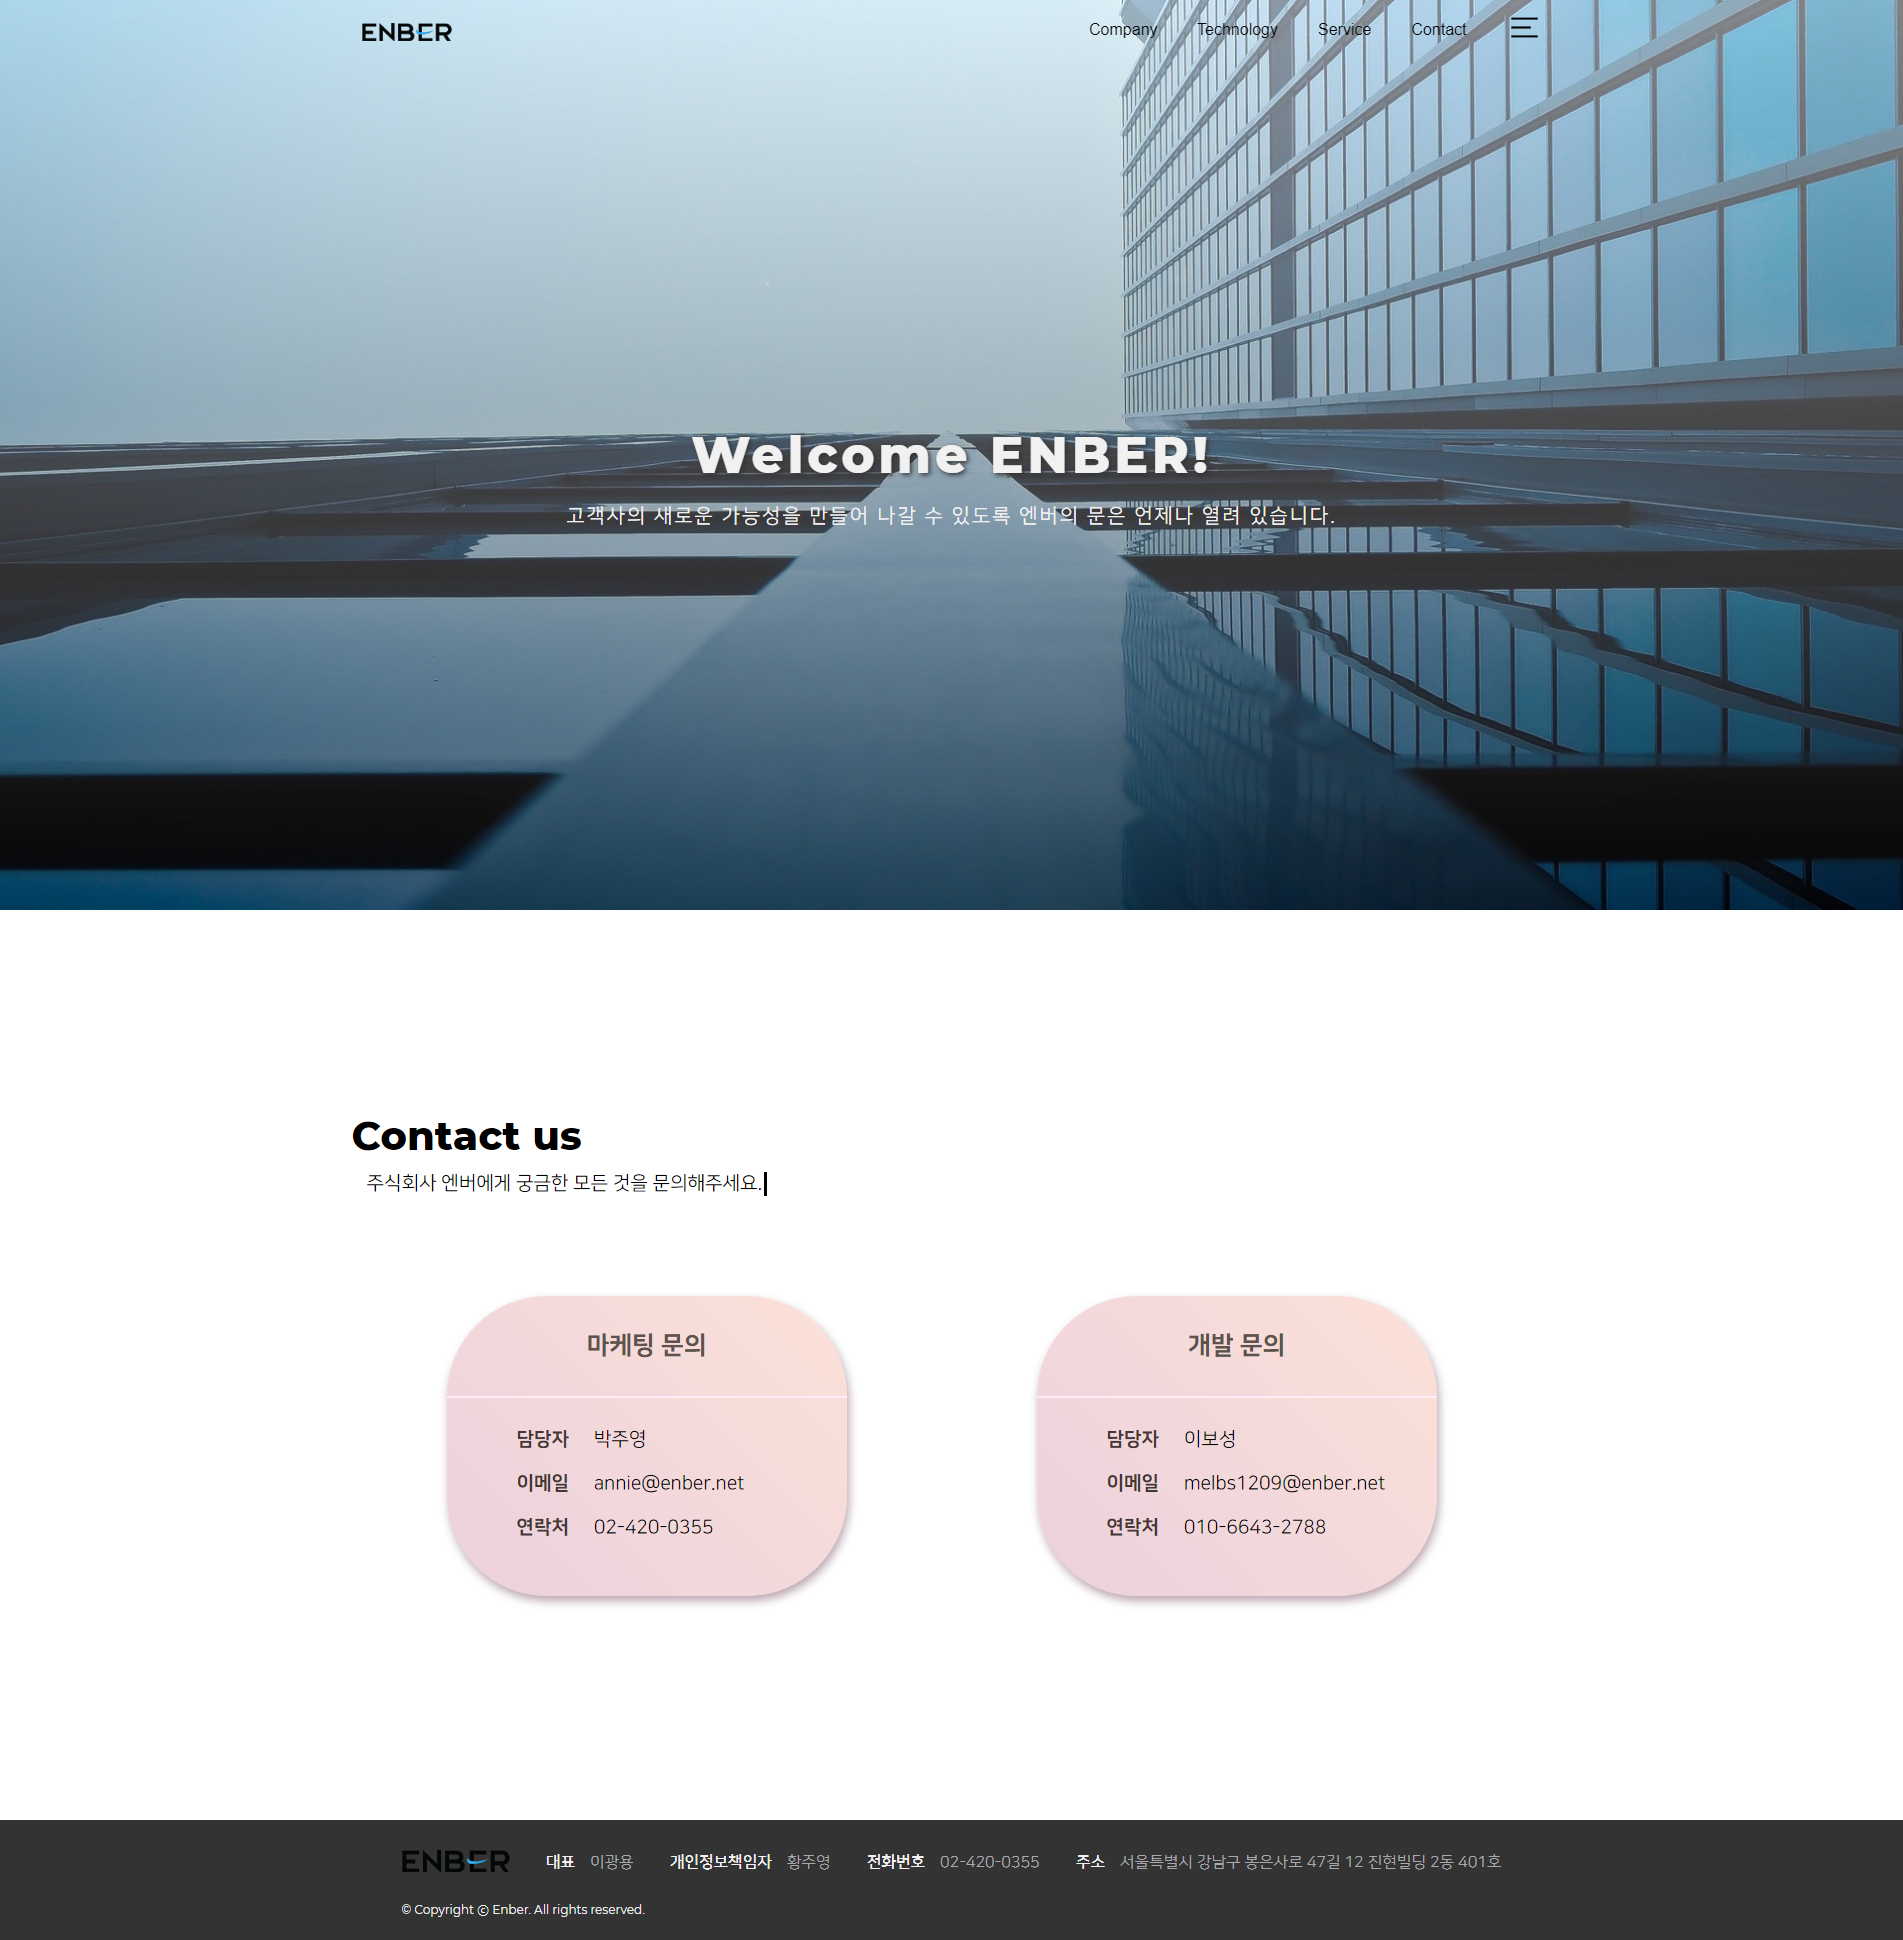 ENBER
Company Technology Service Contact
Welcome ENBER!
고객사의 새로운 가능성을 만들어 나갈 수 있도록 엔버의 문은 언제나 열려 있습니다.
Contact us
주식회사 엔버에게 궁금한 모든 것을 문의해주세요.
마케팅 문의
담당자 박주영
이메일 annie@enber.net
연락처 02-420-0355
개발 문의
담당자 이보성
이메일 melbs1209@enber.net
연락처 010-6643-2788
ENBER 대표 이광용 개인정보책임자 황주영 전화번호 02-420-0355 주소 서울특별시 강남구 봉은사로 47길 12 진현빌딩 2동 401호
© Copyright ⓒ Enber. All rights reserved.